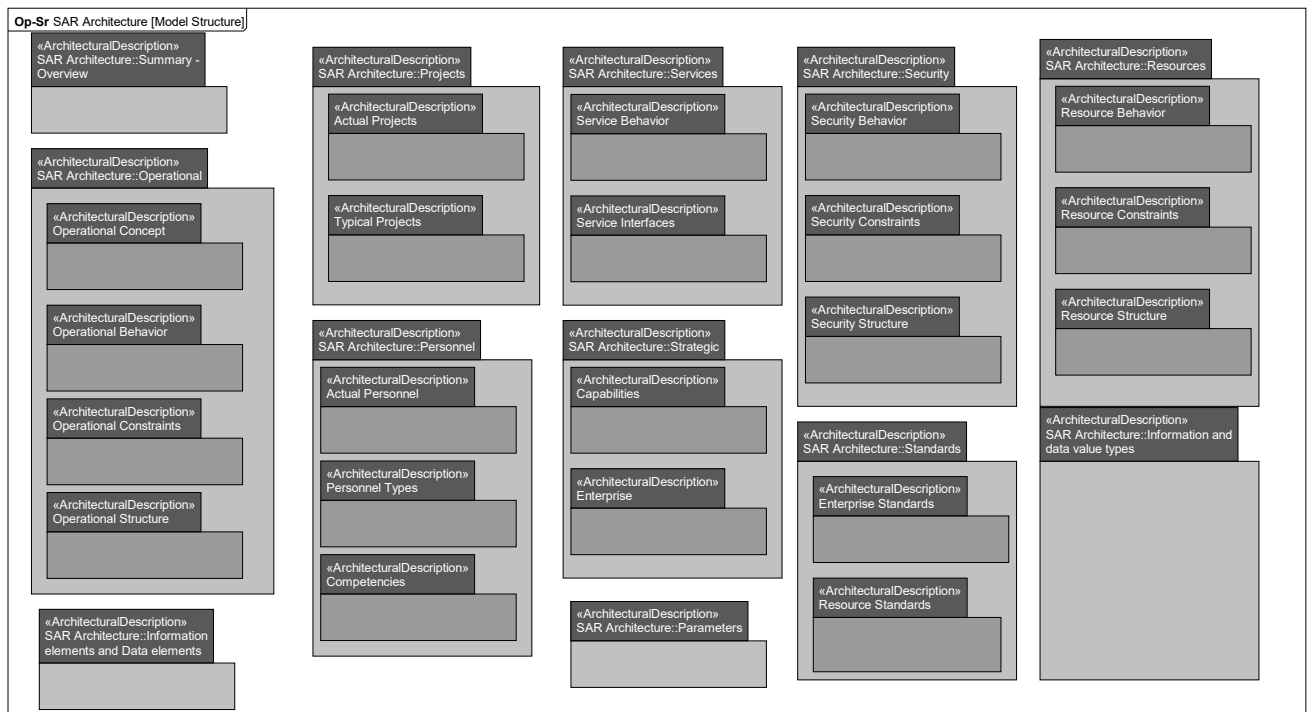 Op-Sr SAR Architecture [Model Structure]
«ArchitecturalDescription»
SAR Architecture::Summary -
Overview
«ArchitecturalDescription»
SAR Architecture::Operational
«ArchitecturalDescription»
Operational Concept
«ArchitecturalDescription»
Operational Behavior
«ArchitecturalDescription»
Operational Constraints
«ArchitecturalDescription»
Operational Structure
«ArchitecturalDescription»
SAR Architecture::Information
elements and Data elements
«ArchitecturalDescription»
SAR Architecture::Projects
«ArchitecturalDescription»
Actual Projects
«ArchitecturalDescription»
Typical Projects
«ArchitecturalDescription»
SAR Architecture::Personnel
«ArchitecturalDescription»
Actual Personnel
«ArchitecturalDescription»
Personnel Types
«ArchitecturalDescription»
Competencies
«ArchitecturalDescription»
SAR Architecture::Services
«ArchitecturalDescription»
Service Behavior
«ArchitecturalDescription»
Service Interfaces
«ArchitecturalDescription»
SAR Architecture::Strategic
«ArchitecturalDescription»
Capabilities
«ArchitecturalDescription»
Enterprise
«ArchitecturalDescription»
SAR Architecture::Parameters
«ArchitecturalDescription»
SAR Architecture::Security
«ArchitecturalDescription»
Security Behavior
«ArchitecturalDescription»
Security Constraints
«ArchitecturalDescription»
Security Structure
«ArchitecturalDescription»
SAR Architecture::Standards
«ArchitecturalDescription»
Enterprise Standards
«ArchitecturalDescription»
Resource Standards
«ArchitecturalDescription»
SAR Architecture::Resources
«ArchitecturalDescription»
Resource Behavior
«ArchitecturalDescription»
Resource Constraints
«ArchitecturalDescription»
Resource Structure
«ArchitecturalDescription»
SAR Architecture::Information and
data value types